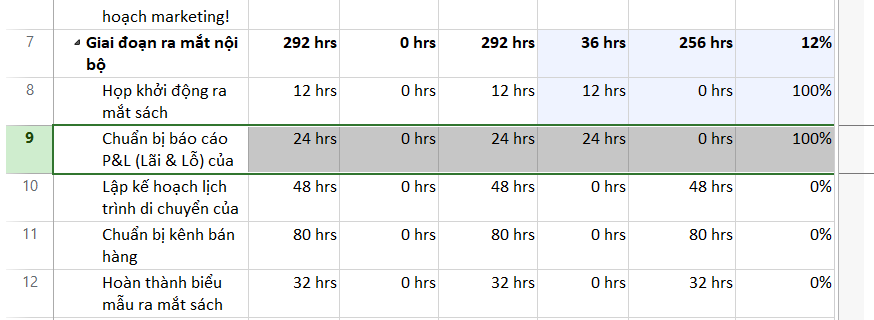 hoạch marketing!
7 Giai đoạn ra mắt nội 292 hrs 0 hrs 292 hrs 36 hrs 256 hrs 12%
bộ
8 Họp khởi động ra 12 hrs 0 hrs 12 hrs 12 hrs 0 hrs 100%
mắt sách
9 Chuẩn bị báo cáo 24 hrs 0 hrs 24 hrs 24 hrs 0 hrs 100%
P&L (Lãi & Lỗ) của
10 Lập kế hoạch lịch 48 hrs 0 hrs 48 hrs 0 hrs 48 hrs 0%
trình di chuyển của
11 Chuẩn bị kênh bán 80 hrs 0 hrs 80 hrs 0 hrs 80 hrs 0%
hàng
12 Hoàn thành biểu 32 hrs 0 hrs 32 hrs 0 hrs 32 hrs 0%
mẫu ra mắt sách